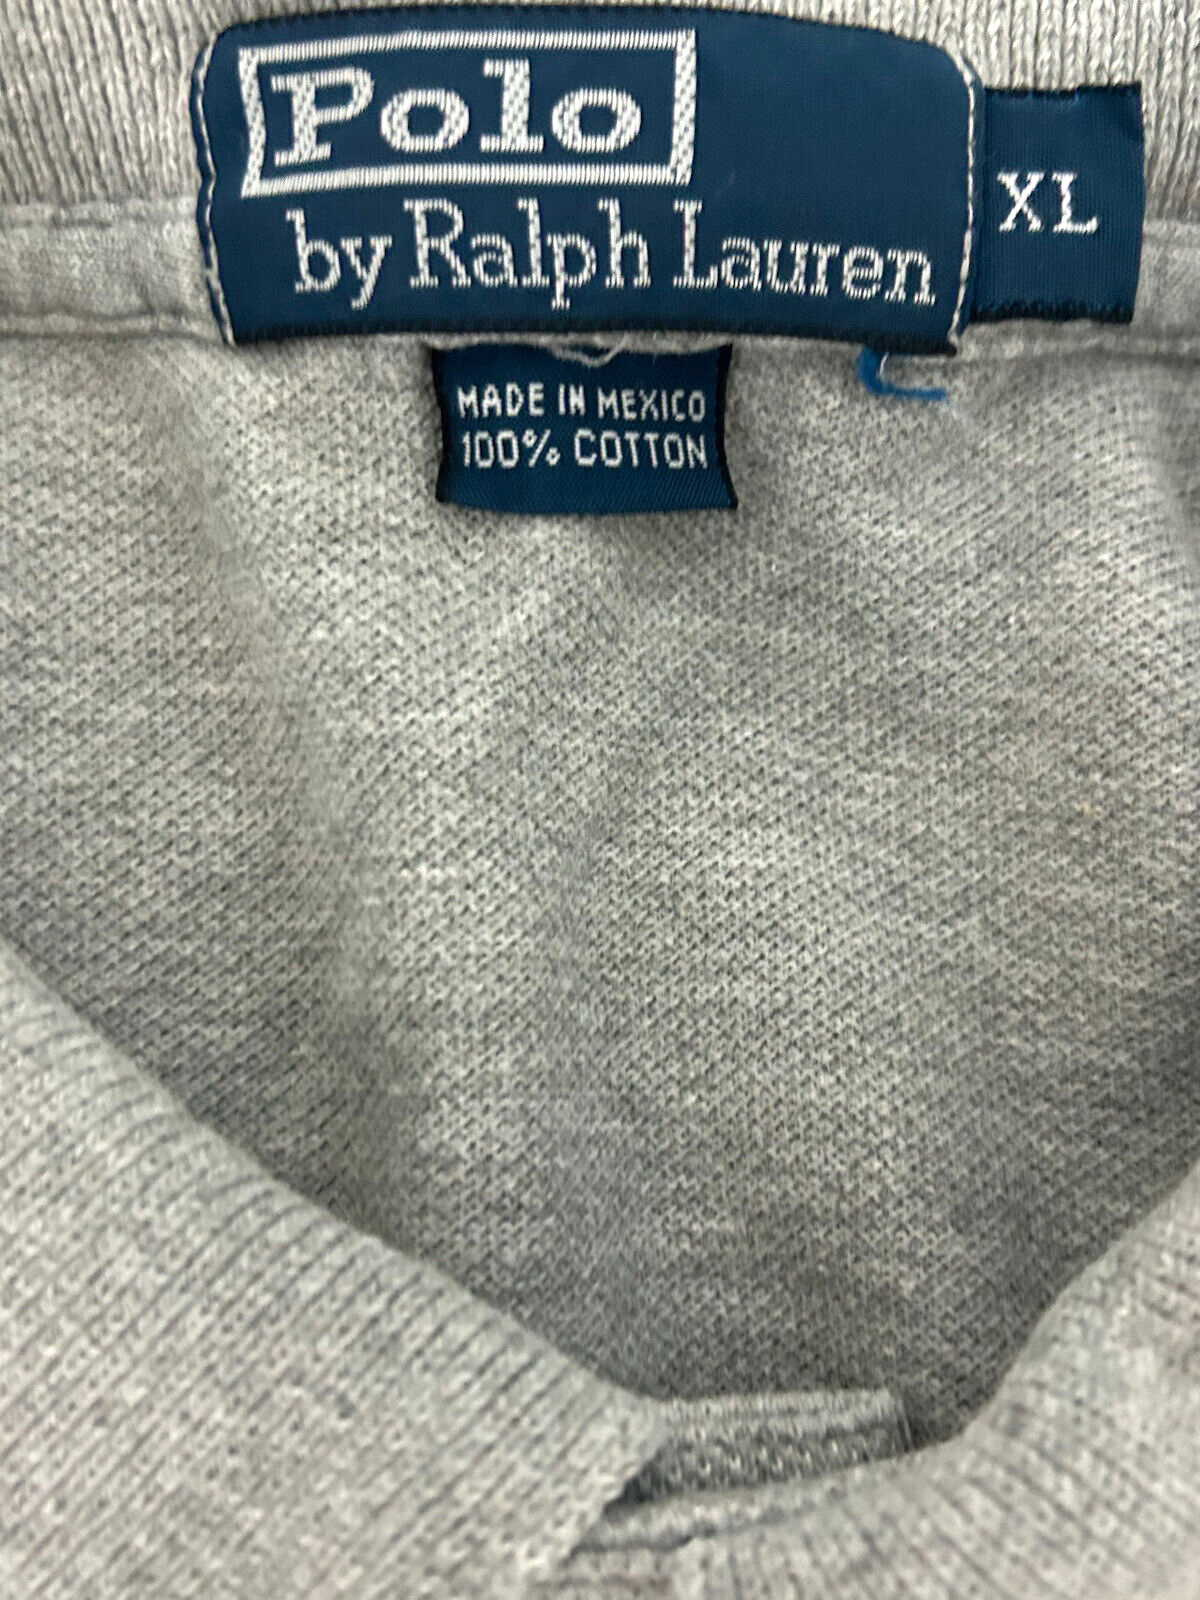 Polo
by Ralph Lauren
XL
MADE IN MEXICO
100% COTTON